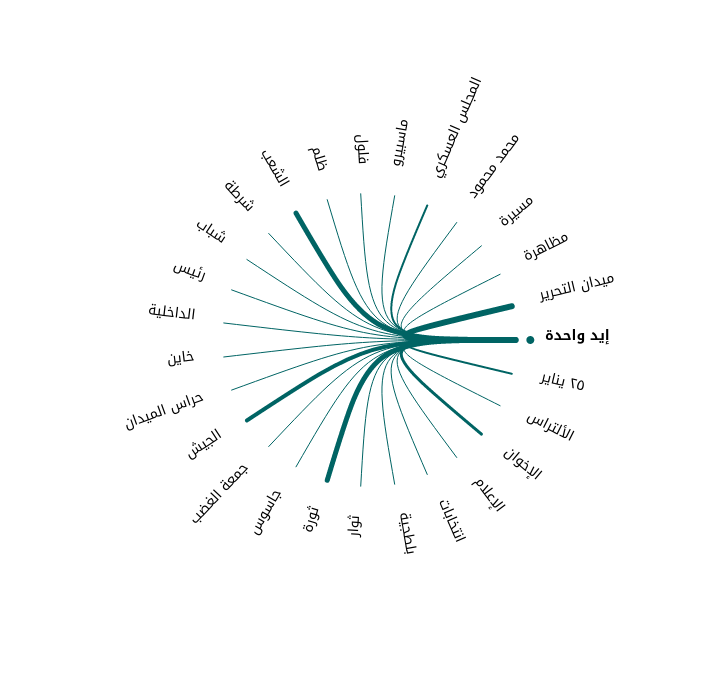 إيد واحدة
٢٥ يناير
الألتراس
الإخوان
الإعلام
انتخابات
بلطجية
ثوار
ثورة
جاسوس
جمعة الغضب
الجيش
حراس الميدان
خاين
الداخلية
رئيس
شباب
شرطة
الشعب
ظلم
فلول
ماسبيرو
المجلس العسكري
محمد محمود
مسيرة
مظاهرة
ميدان التحرير